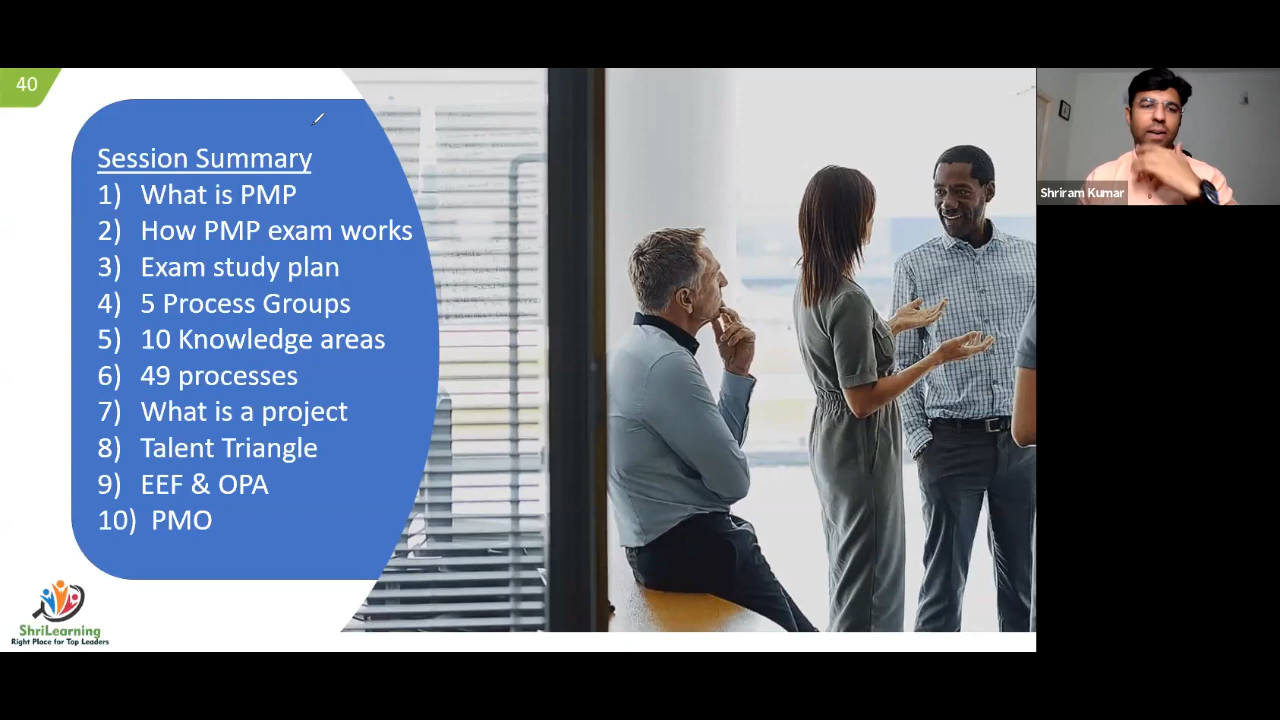 40
Session Summary
1) What is PMP
2) How PMP exam works
3) Exam study plan
4) 5 Process Groups
5) 10 Knowledge areas
6) 49 processes
7) What is a project
8) Talent Triangle
9) EEF & OPA
10) PMO
ShriLearning
Right Place for Top Leaders
Shriram Kumar